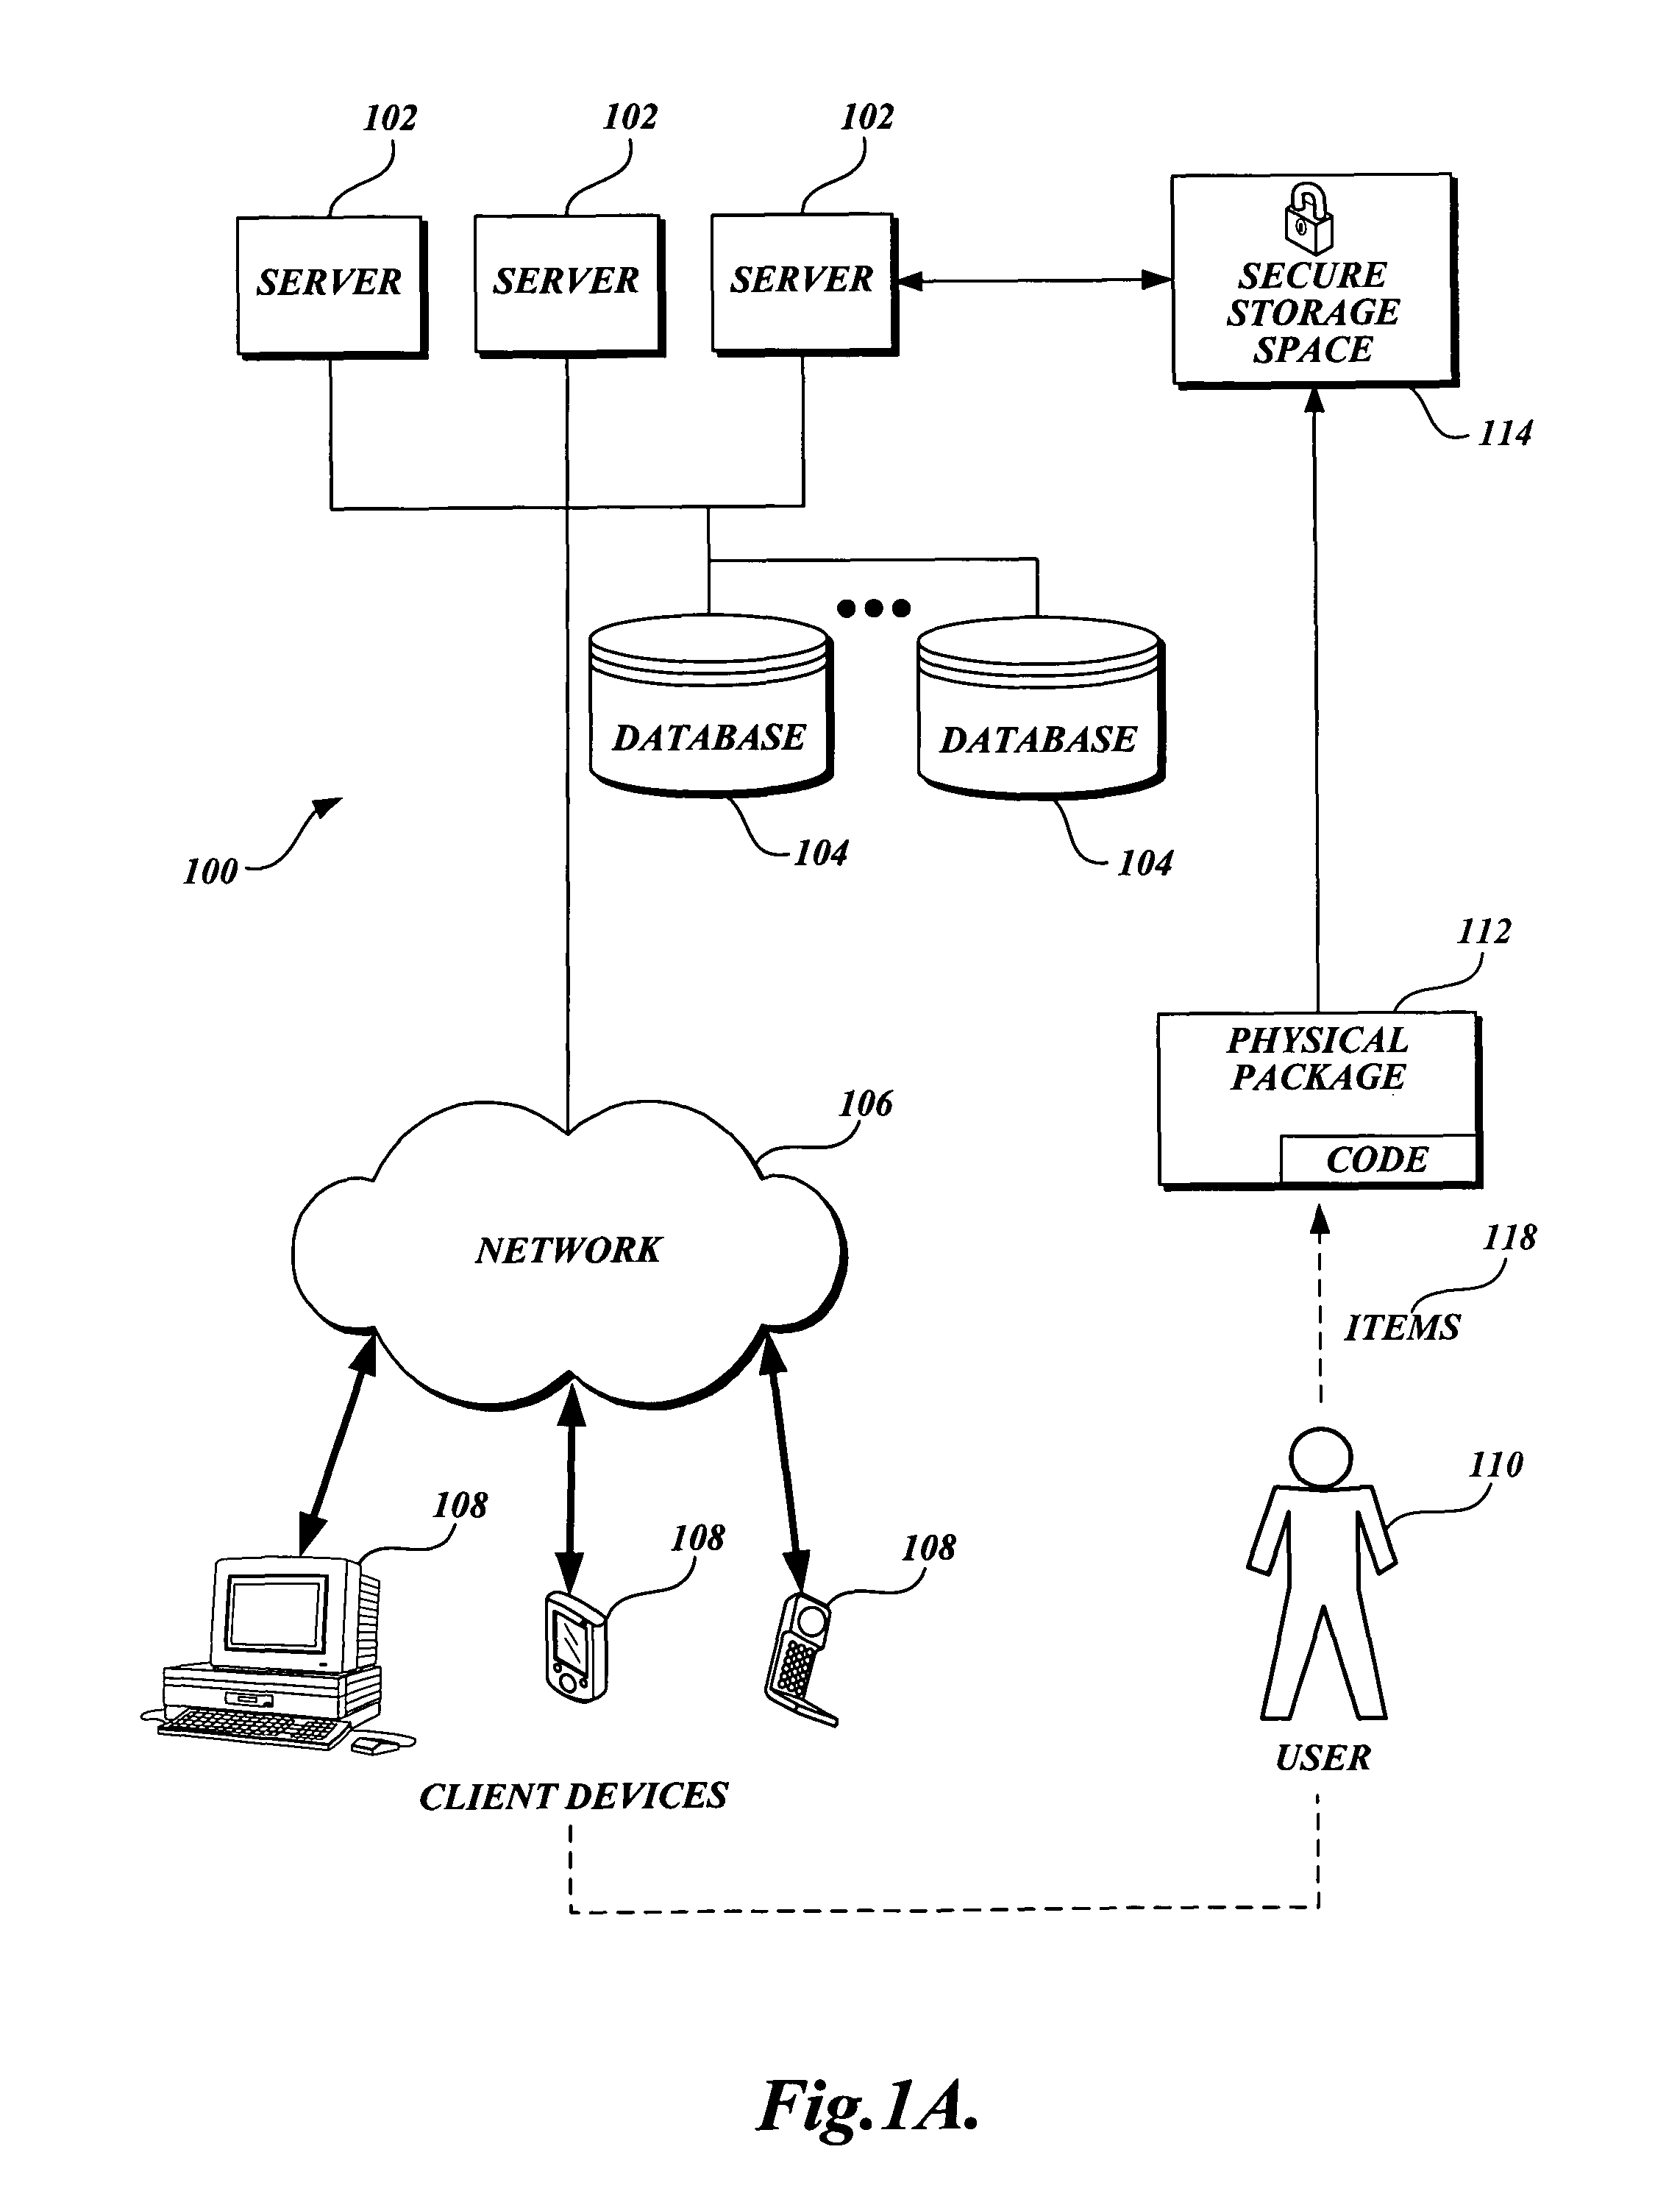 102
102
102
SERVER
SERVER
SERVER
SECURE
STORAGE
SPACE
114
DATABASE
DATABASE
104
104
100
112
PHYSICAL
PACKAGE
CODE
106
NETWORK
118
ITEMS
110
108
108
108
USER
CLIENT DEVICES
Fig.1A.